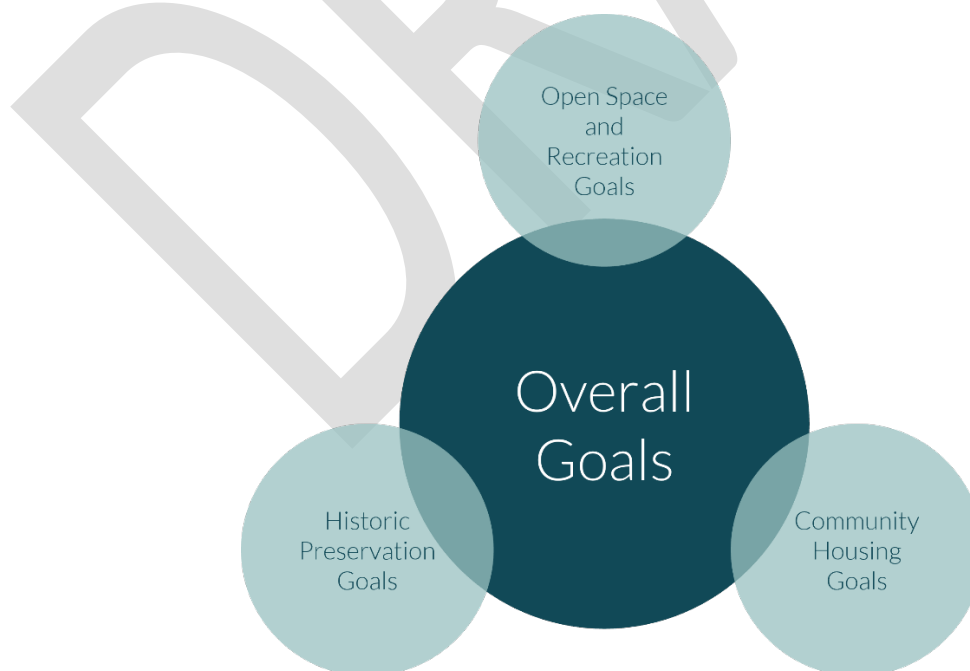 Open Space
and
Recreation
Goals
Overall
Goals
Historic
Preservation
Goals
Community
Housing
Goals